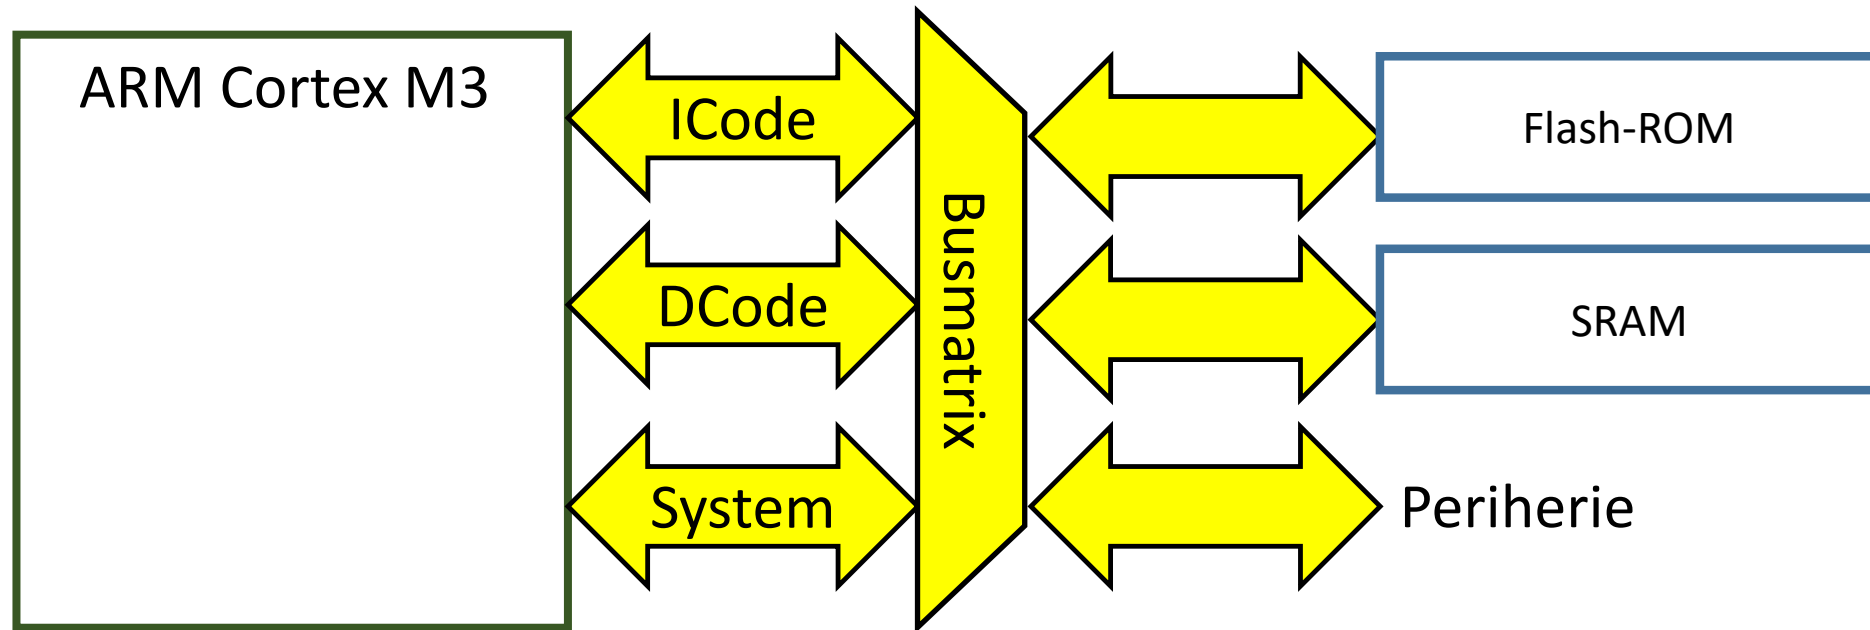 ARM Cortex M3
ICode
DCode
System
Busmatrix
Flash-ROM
SRAM
Periherie